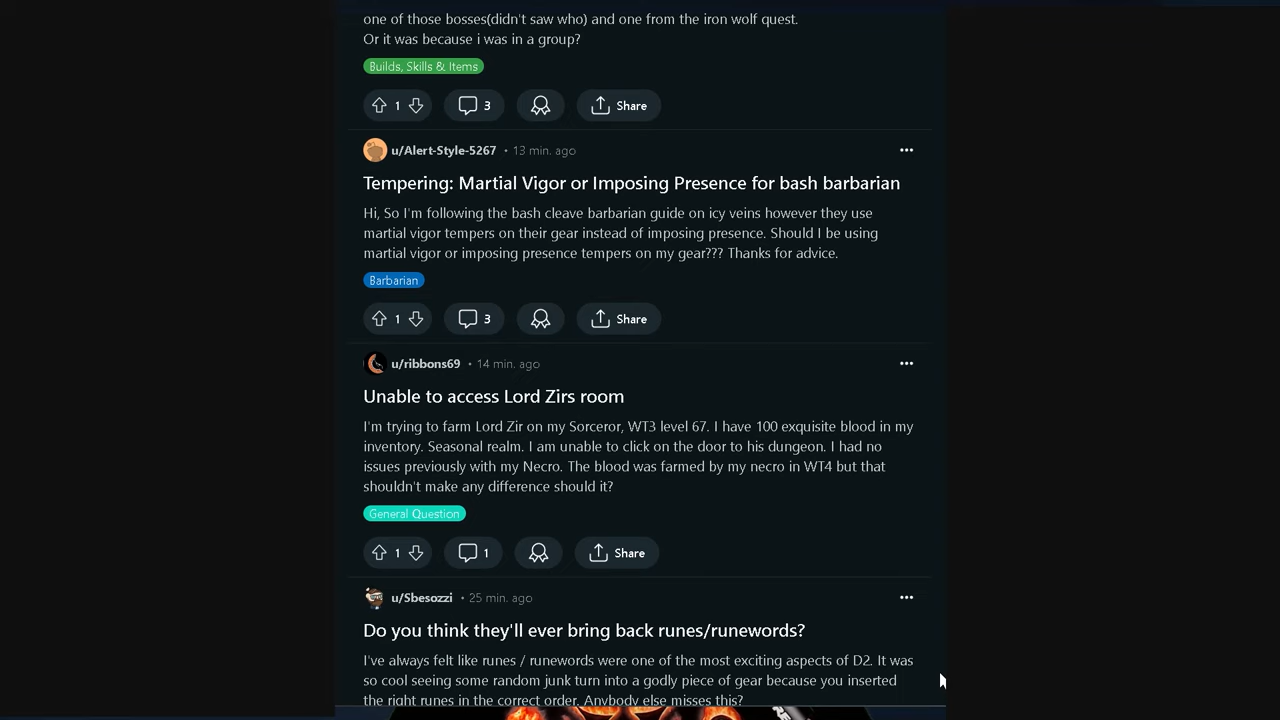 one of those bosses(didn't saw who) and one from the iron wolf quest.
Or it was because i was in a group?
Builds, Skills & Items
1 3 Share
u/Alert-Style-5267 • 13 min. ago
Tempering: Martial Vigor or Imposing Presence for bash barbarian
Hi, So I'm following the bash cleave barbarian guide on icy veins however they use
martial vigor tempers on their gear instead of imposing presence. Should I be using
martial vigor or imposing presence tempers on my gear??? Thanks for advice.
Barbarian
1 3 Share
u/ribbons69 • 14 min. ago
Unable to access Lord Zirs room
I'm trying to farm Lord Zir on my Sorceror, WT3 level 67. I have 100 exquisite blood in my
inventory. Seasonal realm. I am unable to click on the door to his dungeon. I had no
issues previously with my Necro. The blood was farmed by my necro in WT4 but that
shouldn't make any difference should it?
General Question
1 1 Share
u/Sbesozzi • 25 min. ago
Do you think they'll ever bring back runes/runewords?
I've always felt like runes / runewords were one of the most exciting aspects of D2. It was
so cool seeing some random junk turn into a godly piece of gear because you inserted
the right runes in the correct order. Anybody else misses this?